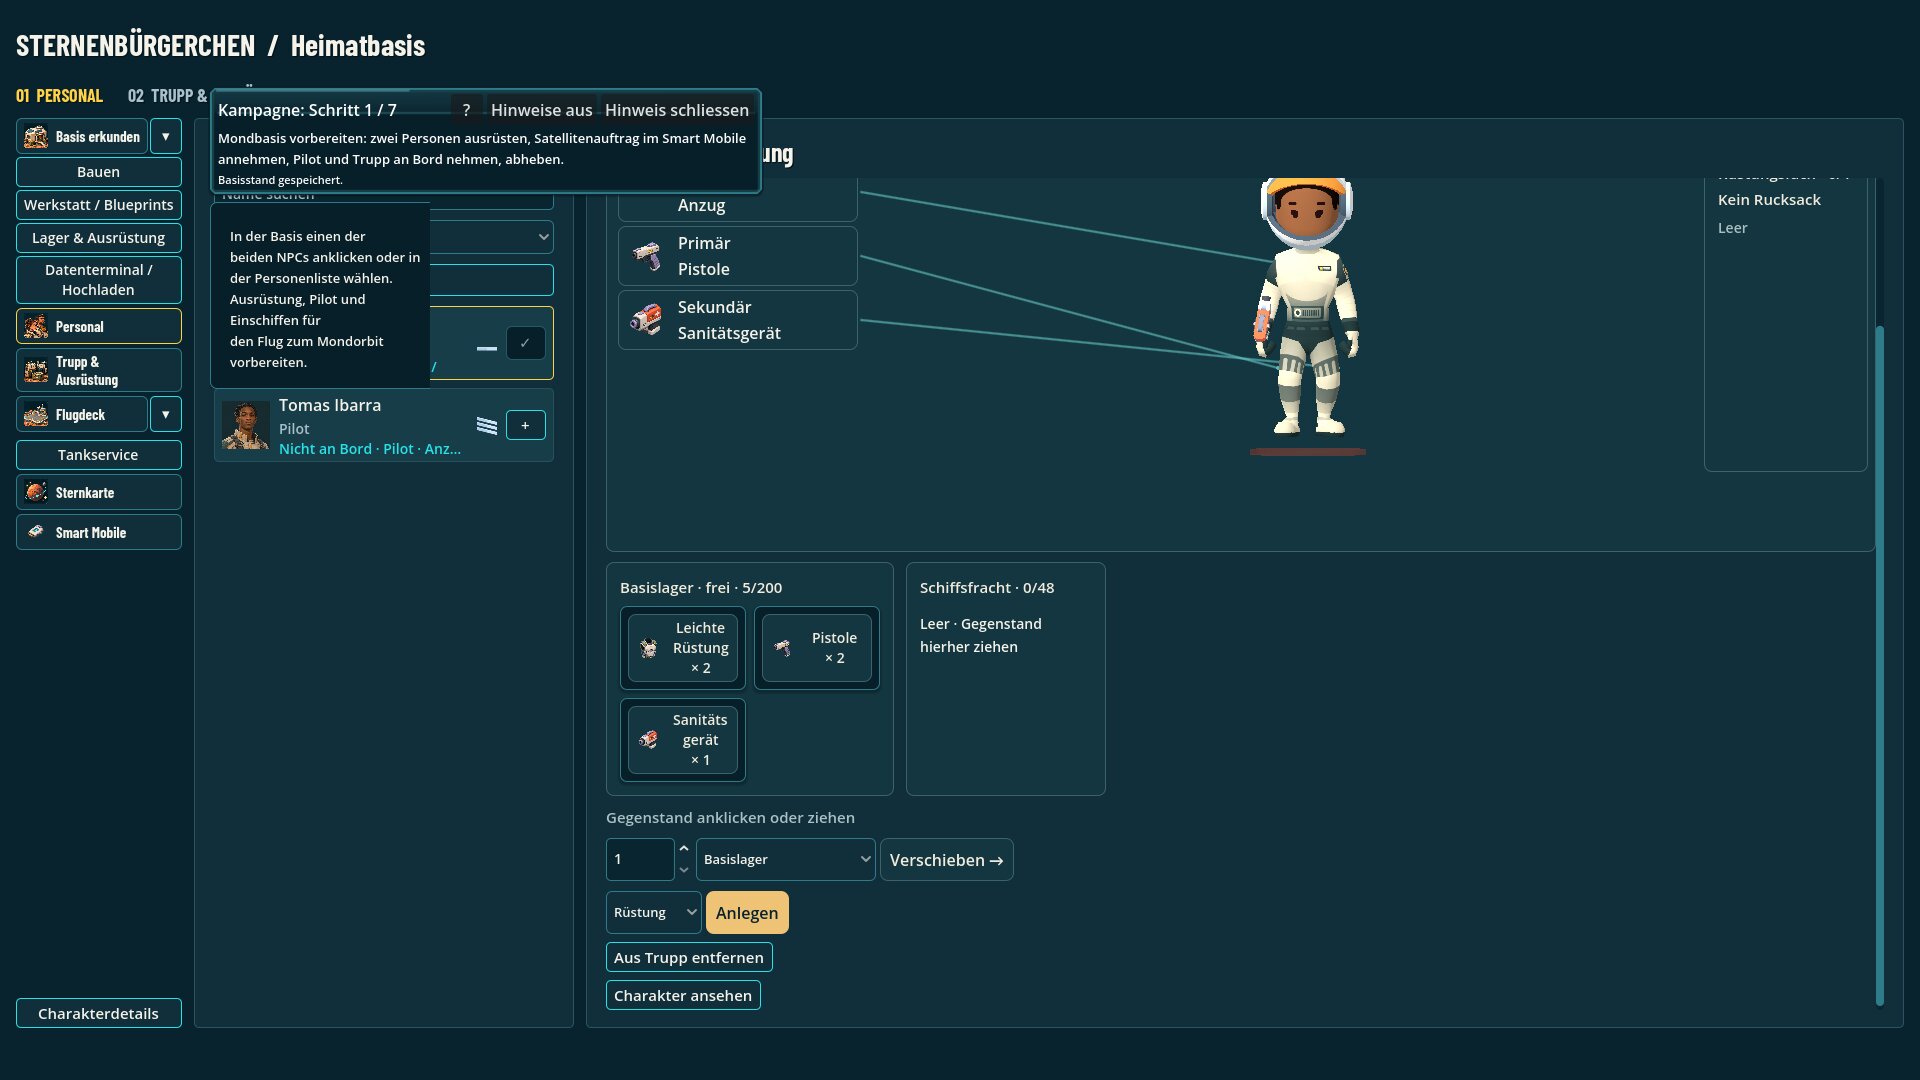 STERNENBÜRGERCHEN / Heimatbasis
01 PERSONAL
02 TRUPP &
Basis erkunden
▼
Bauen
Werkstatt / Blueprints
Lager & Ausrüstung
Datenterminal /
Hochladen
Personal
Trupp &
Ausrüstung
Flugdeck
▼
Tankservice
Sternkarte
Smart Mobile
Charakterdetails
Kampagne: Schritt 1 / 7
?
Hinweise aus
Hinweis schliessen
Mondbasis vorbereiten: zwei Personen ausrüsten, Satellitenauftrag im Smart Mobile
annehmen, Pilot und Trupp an Bord nehmen, abheben.
Basisstand gespeichert.
Name suchen
In der Basis einen der
beiden NPCs anklicken oder in
der Personenliste wählen.
Ausrüstung, Pilot und
Einschiffen für
den Flug zum Mondorbit
vorbereiten.
✓
/
Tomas Ibarra
Pilot
Nicht an Bord · Pilot · Anz...
+
ung
Anzug
Primär
Pistole
Sekundär
Sanitätsgerät
Kein Rucksack
Leer
Basislager · frei · 5/200
Leichte
Rüstung
× 2
Pistole
× 2
Sanitäts
gerät
× 1
Schiffsfracht · 0/48
Leer · Gegenstand
hierher ziehen
Gegenstand anklicken oder ziehen
1
Basislager
Verschieben →
Rüstung
Anlegen
Aus Trupp entfernen
Charakter ansehen